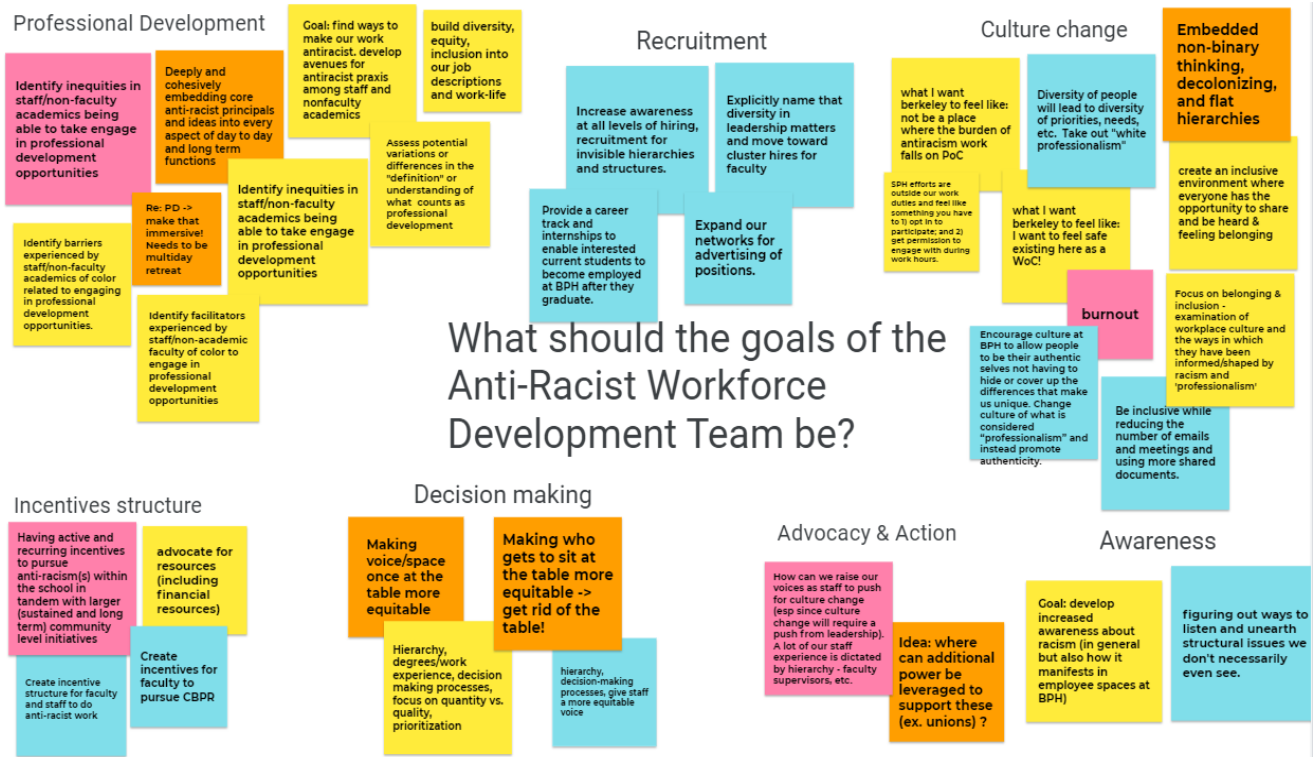 Professional Development
Identify inequities in
staff/non-faculty
academics being
able to take engage
in professional
development
opportunities
Deeply and
cohesively
embedding core
anti-racist principals
and ideas into every
aspect of day to day
and long term
functions
Goal: find ways to
make our work
antiracist. develop
avenues for
antiracist praxis
among staff and
nonfaculty
academics
build diversity,
equity,
inclusion into
our job
descriptions
and work-life
Assess potential
variations or
differences in the
"definition" or
understanding of
what counts as
professional
development
Re: PD ->
make that
immersive!
Needs to be
multiday
retreat
Identify inequities in
staff/non-faculty
academics being
able to take engage
in professional
development
opportunities
Identify barriers
experienced by
staff/non-faculty
academics of color
related to engaging
in professional
development
opportunities.
Identify facilitators
experienced by
staff/non-academic
faculty of color to
engage in
professional
development
opportunities
Recruitment
Increase awareness
at all levels of hiring,
recruitment for
invisible hierarchies
and structures.
Explicitly name that
diversity in
leadership matters
and move toward
cluster hires for
faculty
Provide a career
track and
internships to
enable interested
current students to
become employed
at BPH after they
graduate.
Expand our
networks for
advertising of
positions.
Culture change
what I want
berkeley to feel like:
not be a place
where the burden of
antiracism work
falls on PoC
Diversity of people
will lead to diversity
of priorities, needs,
etc. Take out "white
professionalism"
Embedded
non-binary
thinking,
decolonizing,
and flat
hierarchies
SPH efforts are
outside our work
duties and feel like
something you have
to 1) opt in to
participate; and 2)
get permission to
engage with during
work hours.
what I want
berkeley to feel like:
I want to feel safe
existing here as a
WoC!
create an inclusive
environment where
everyone has the
opportunity to share
and be heard &
feeling belonging
burnout
Focus on belonging &
inclusion -
examination of
workplace culture and
the ways in which
they have been
informed/shaped by
racism and
'professionalism'
Encourage culture at
BPH to allow people
to be their authentic
selves not having to
hide or cover up the
differences that make
us unique. Change
culture of what is
considered
"professionalism" and
instead promote
authenticity.
Be inclusive while
reducing the
number of emails
and meetings and
using more shared
documents.
What should the goals of the
Anti-Racist Workforce
Development Team be?
Incentives structure
Having active and
recurring incentives
to pursue
anti-racism(s) within
the school in
tandem with larger
(sustained and long
term) community
level initiatives
advocate for
resources
(including
financial
resources)
Create incentive
structure for faculty
and staff to do
anti-racist work
Create
incentives for
faculty to
pursue CBPR
Decision making
Making
voice/space
once at the
table more
equitable
Making who
gets to sit at
the table more
equitable ->
get rid of the
table!
Hierarchy,
degrees/work
experience, decision
making processes,
focus on quantity vs.
quality,
prioritization
hierarchy,
decision-making
processes, give staff
a more equitable
voice
Advocacy & Action
How can we raise our
voices as staff to push
for culture change
(esp since culture
change will require a
push from leadership).
A lot of our staff
experience is dictated
by hierarchy - faculty
supervisors, etc.
Idea: where
can additional
power be
leveraged to
support these
(ex. unions) ?
Awareness
Goal: develop
increased
awareness about
racism (in general
but also how it
manifests in
employee spaces at
BPH)
figuring out ways to
listen and unearth
structural issues we
don't necessarily
even see.